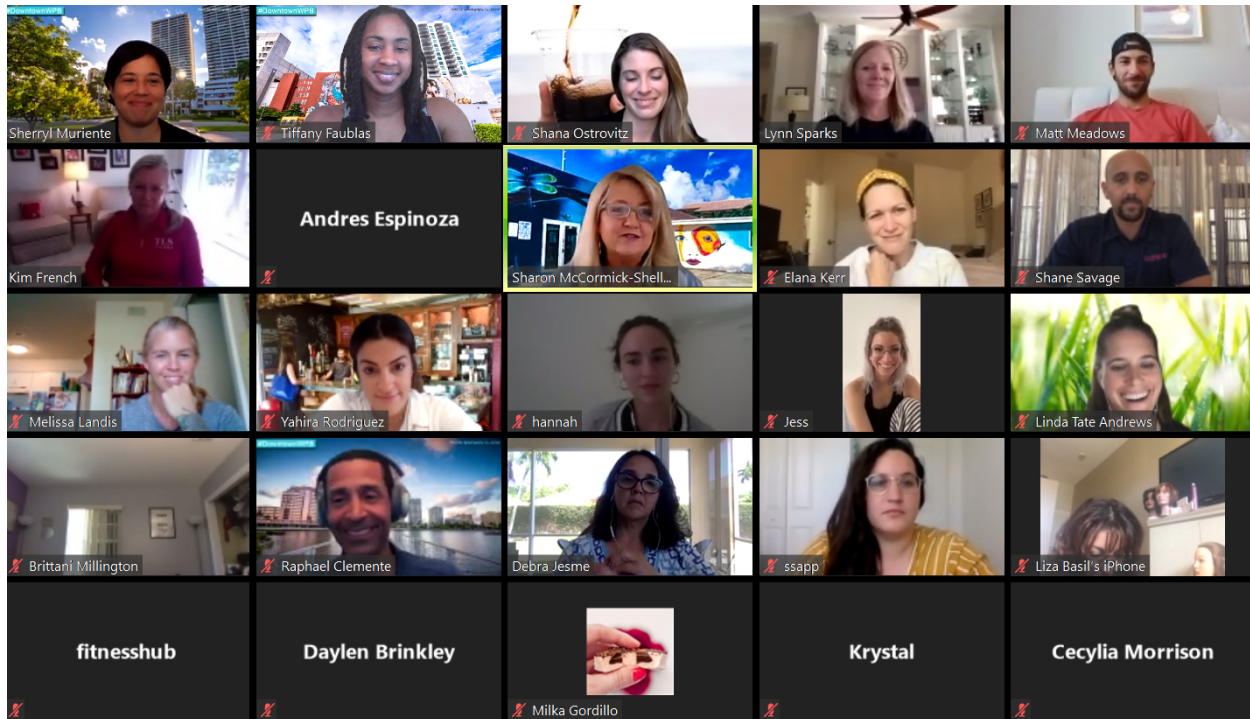 #DowntownWPB
Sherryl Muriente
#DowntownWPB
Tiffany Faublas
Shana Ostrovitz
Lynn Sparks
Matt Meadows
TLS
Kim French
Andres Espinoza
Sharon McCormick-Shell...
Elana Kerr
Shane Savage
Melissa Landis
Yahira Rodriguez
hannah
Jess
Linda Tate Andrews
Brittani Millington
#DowntownWPB
Raphael Clemente
Debra Jesme
ssapp
Liza Basil's iPhone
fitnesshub
Daylen Brinkley
Milka Gordillo
Krystal
Cecylia Morrison